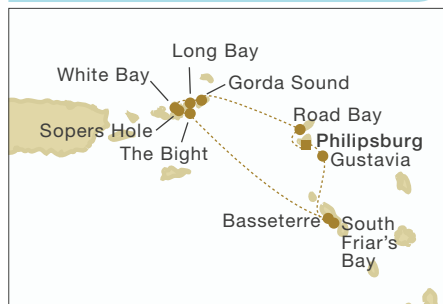 Long Bay
White Bay
Gorda Sound
Road Bay
Sopers Hole
Philipsburg
The Bight
Gustavia
Basseterre
South
Friar's
Bay